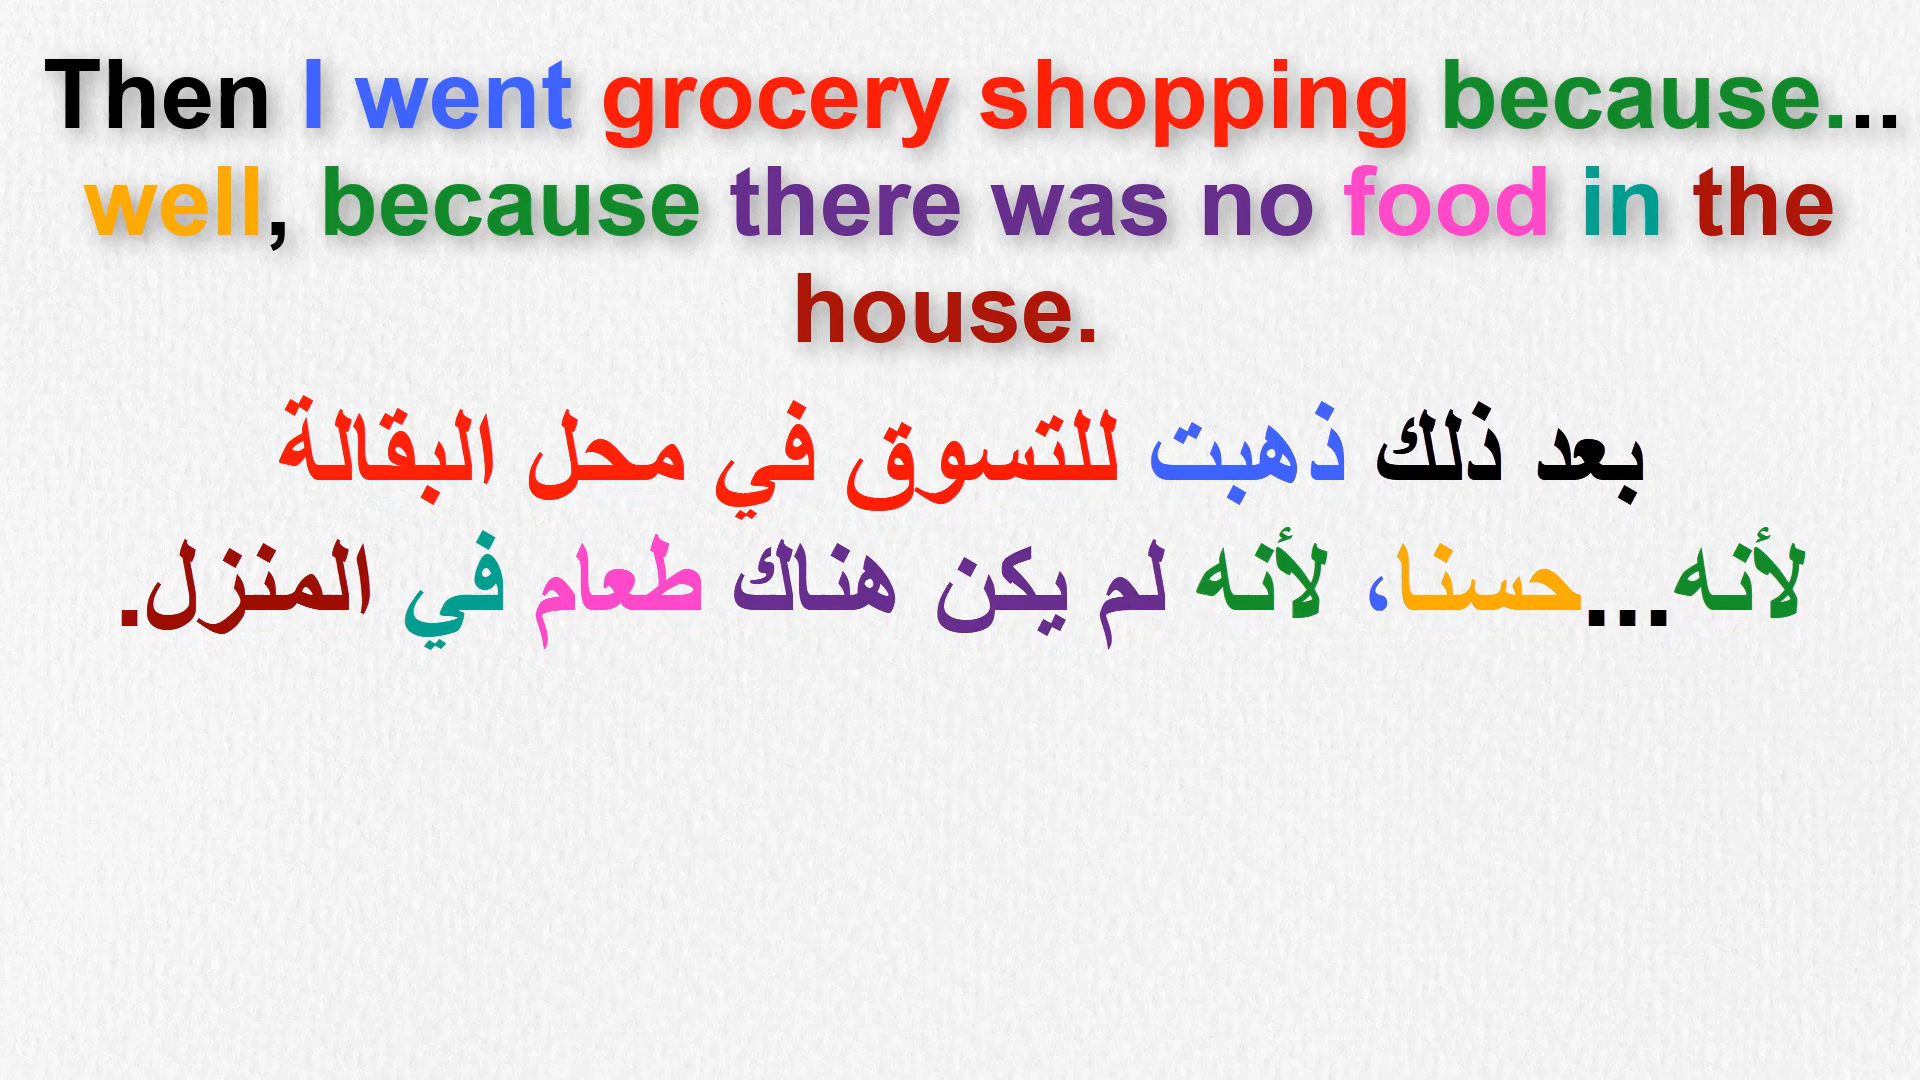 Then I went grocery shopping because...
well, because there was no food in the
house.
بعد ذلك ذهبت للتسوق في محل البقالة
لأنه ...حسنا، لأنه لم يكن هناك طعام في المنزل.